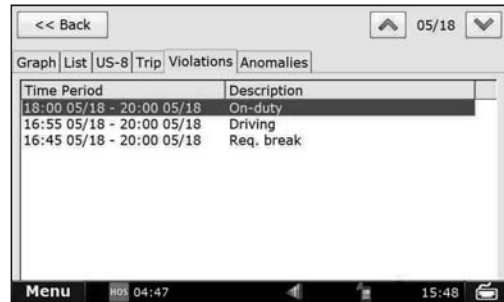 << Back
05/18
Graph List US-8 Trip Violations Anomalies
Time Period Description
18:00 05/18 - 20:00 05/18 On-duty
16:55 05/18 - 20:00 05/18 Driving
16:45 05/18 - 20:00 05/18 Req. break
Menu HOS 04:47 15:48